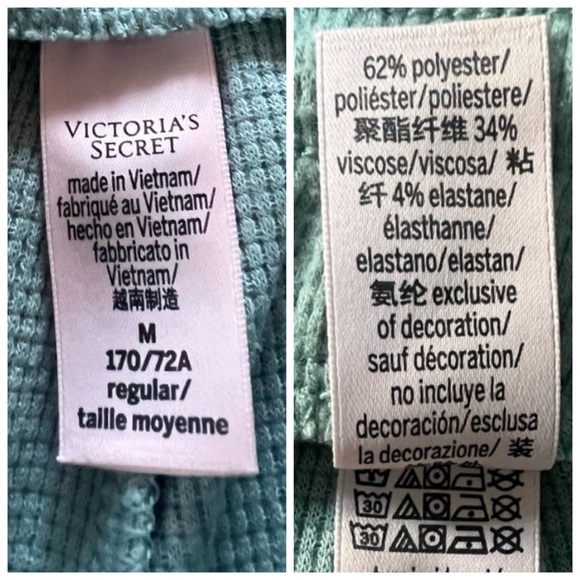 VICTORIA'S
SECRET
made in Vietnam/
fabriqué au Vietnam/
hecho en Vietnam/
fabbricato in
Vietnam/
越南制造
M
170/72A
regular/
taille moyenne
62% polyester/
poliéster/poliestere/
聚酯纤维 34%
viscose/viscosa/ 粘
纤 4% elastane/
élasthanne/
elastano/elastan/
氨纶 exclusive
of decoration/
sauf décoration/
no incluye la
decoración/esclusa
la decorazione/ 装
30
30